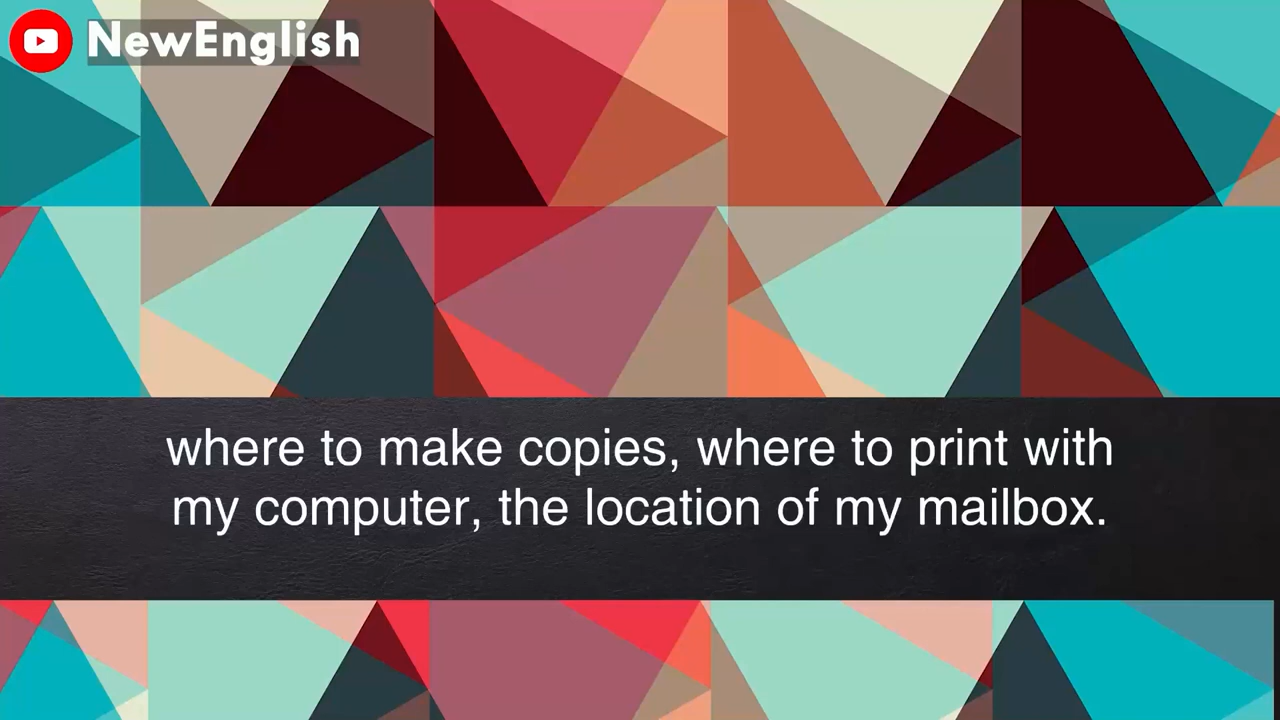 NewEnglish
where to make copies, where to print with
my computer, the location of my mailbox.